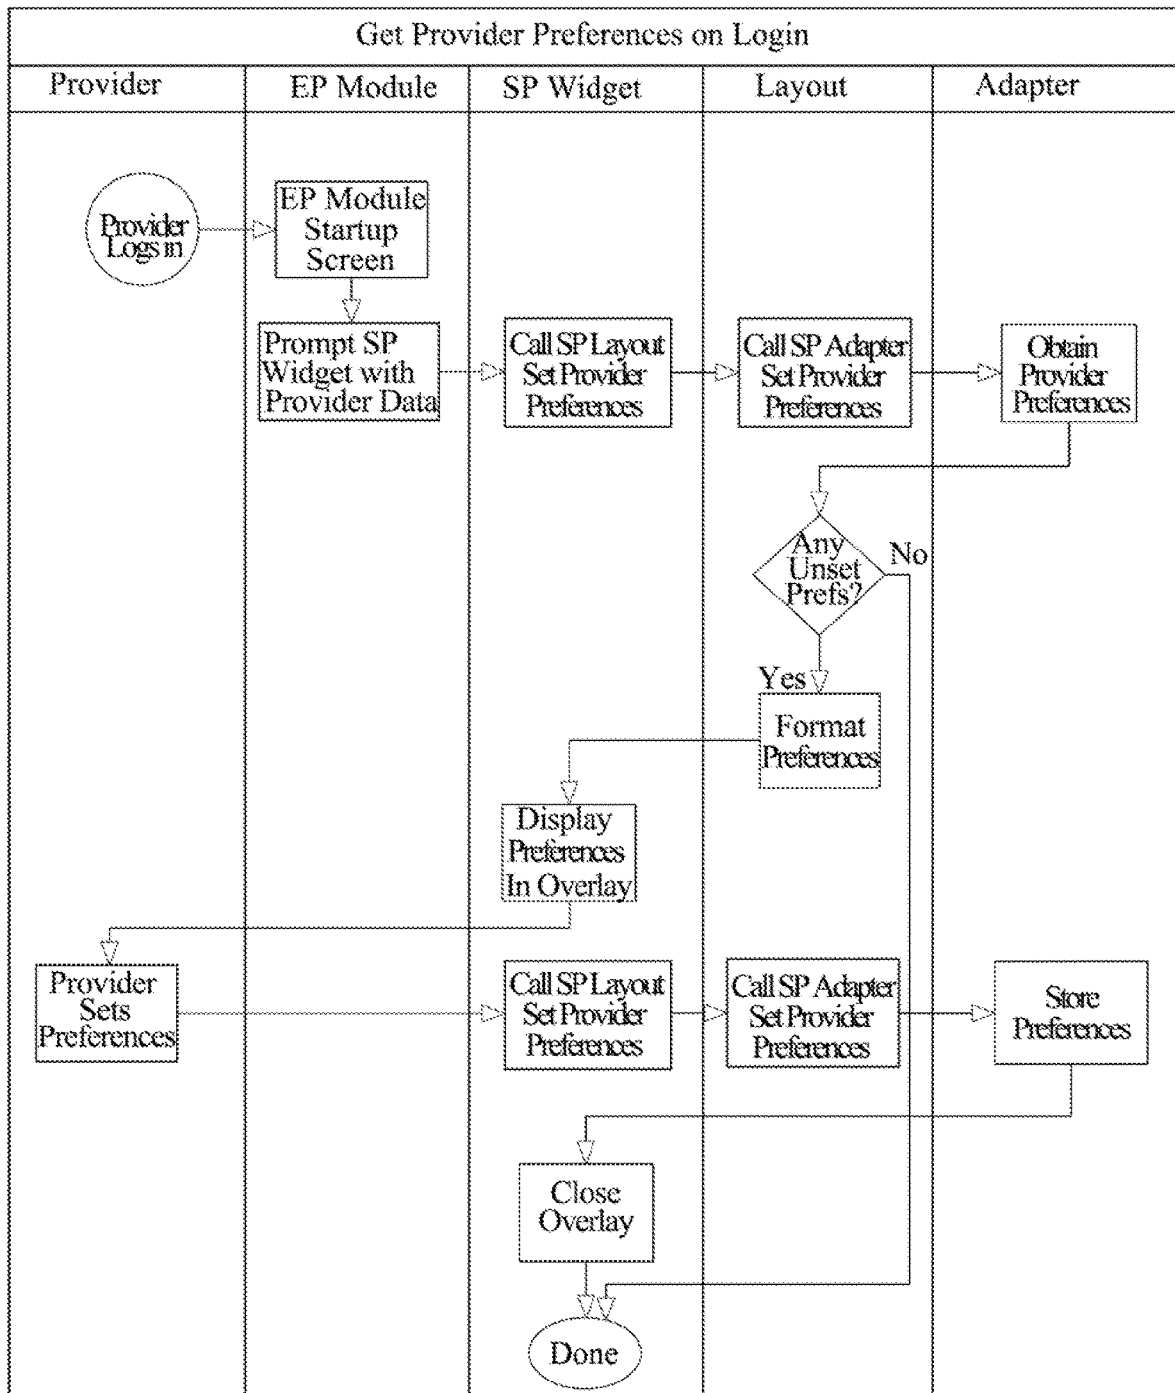 Get Provider Preferences on Login
Provider
EP Module
SP Widget
Layout
Adapter
Provider
Logs in
EP Module
Startup
Screen
Prompt SP
Widget with
Provider Data
Call SP Layout
Set Provider
Preferences
Call SP Adapter
Set Provider
Preferences
Obtain
Provider
Preferences
Any
Unset
Prefs?
No
Yes
Format
Preferences
Display
Preferences
In Overlay
Provider
Sets
Preferences
Call SP Layout
Set Provider
Preferences
Call SP Adapter
Set Provider
Preferences
Store
Preferences
Close
Overlay
Done